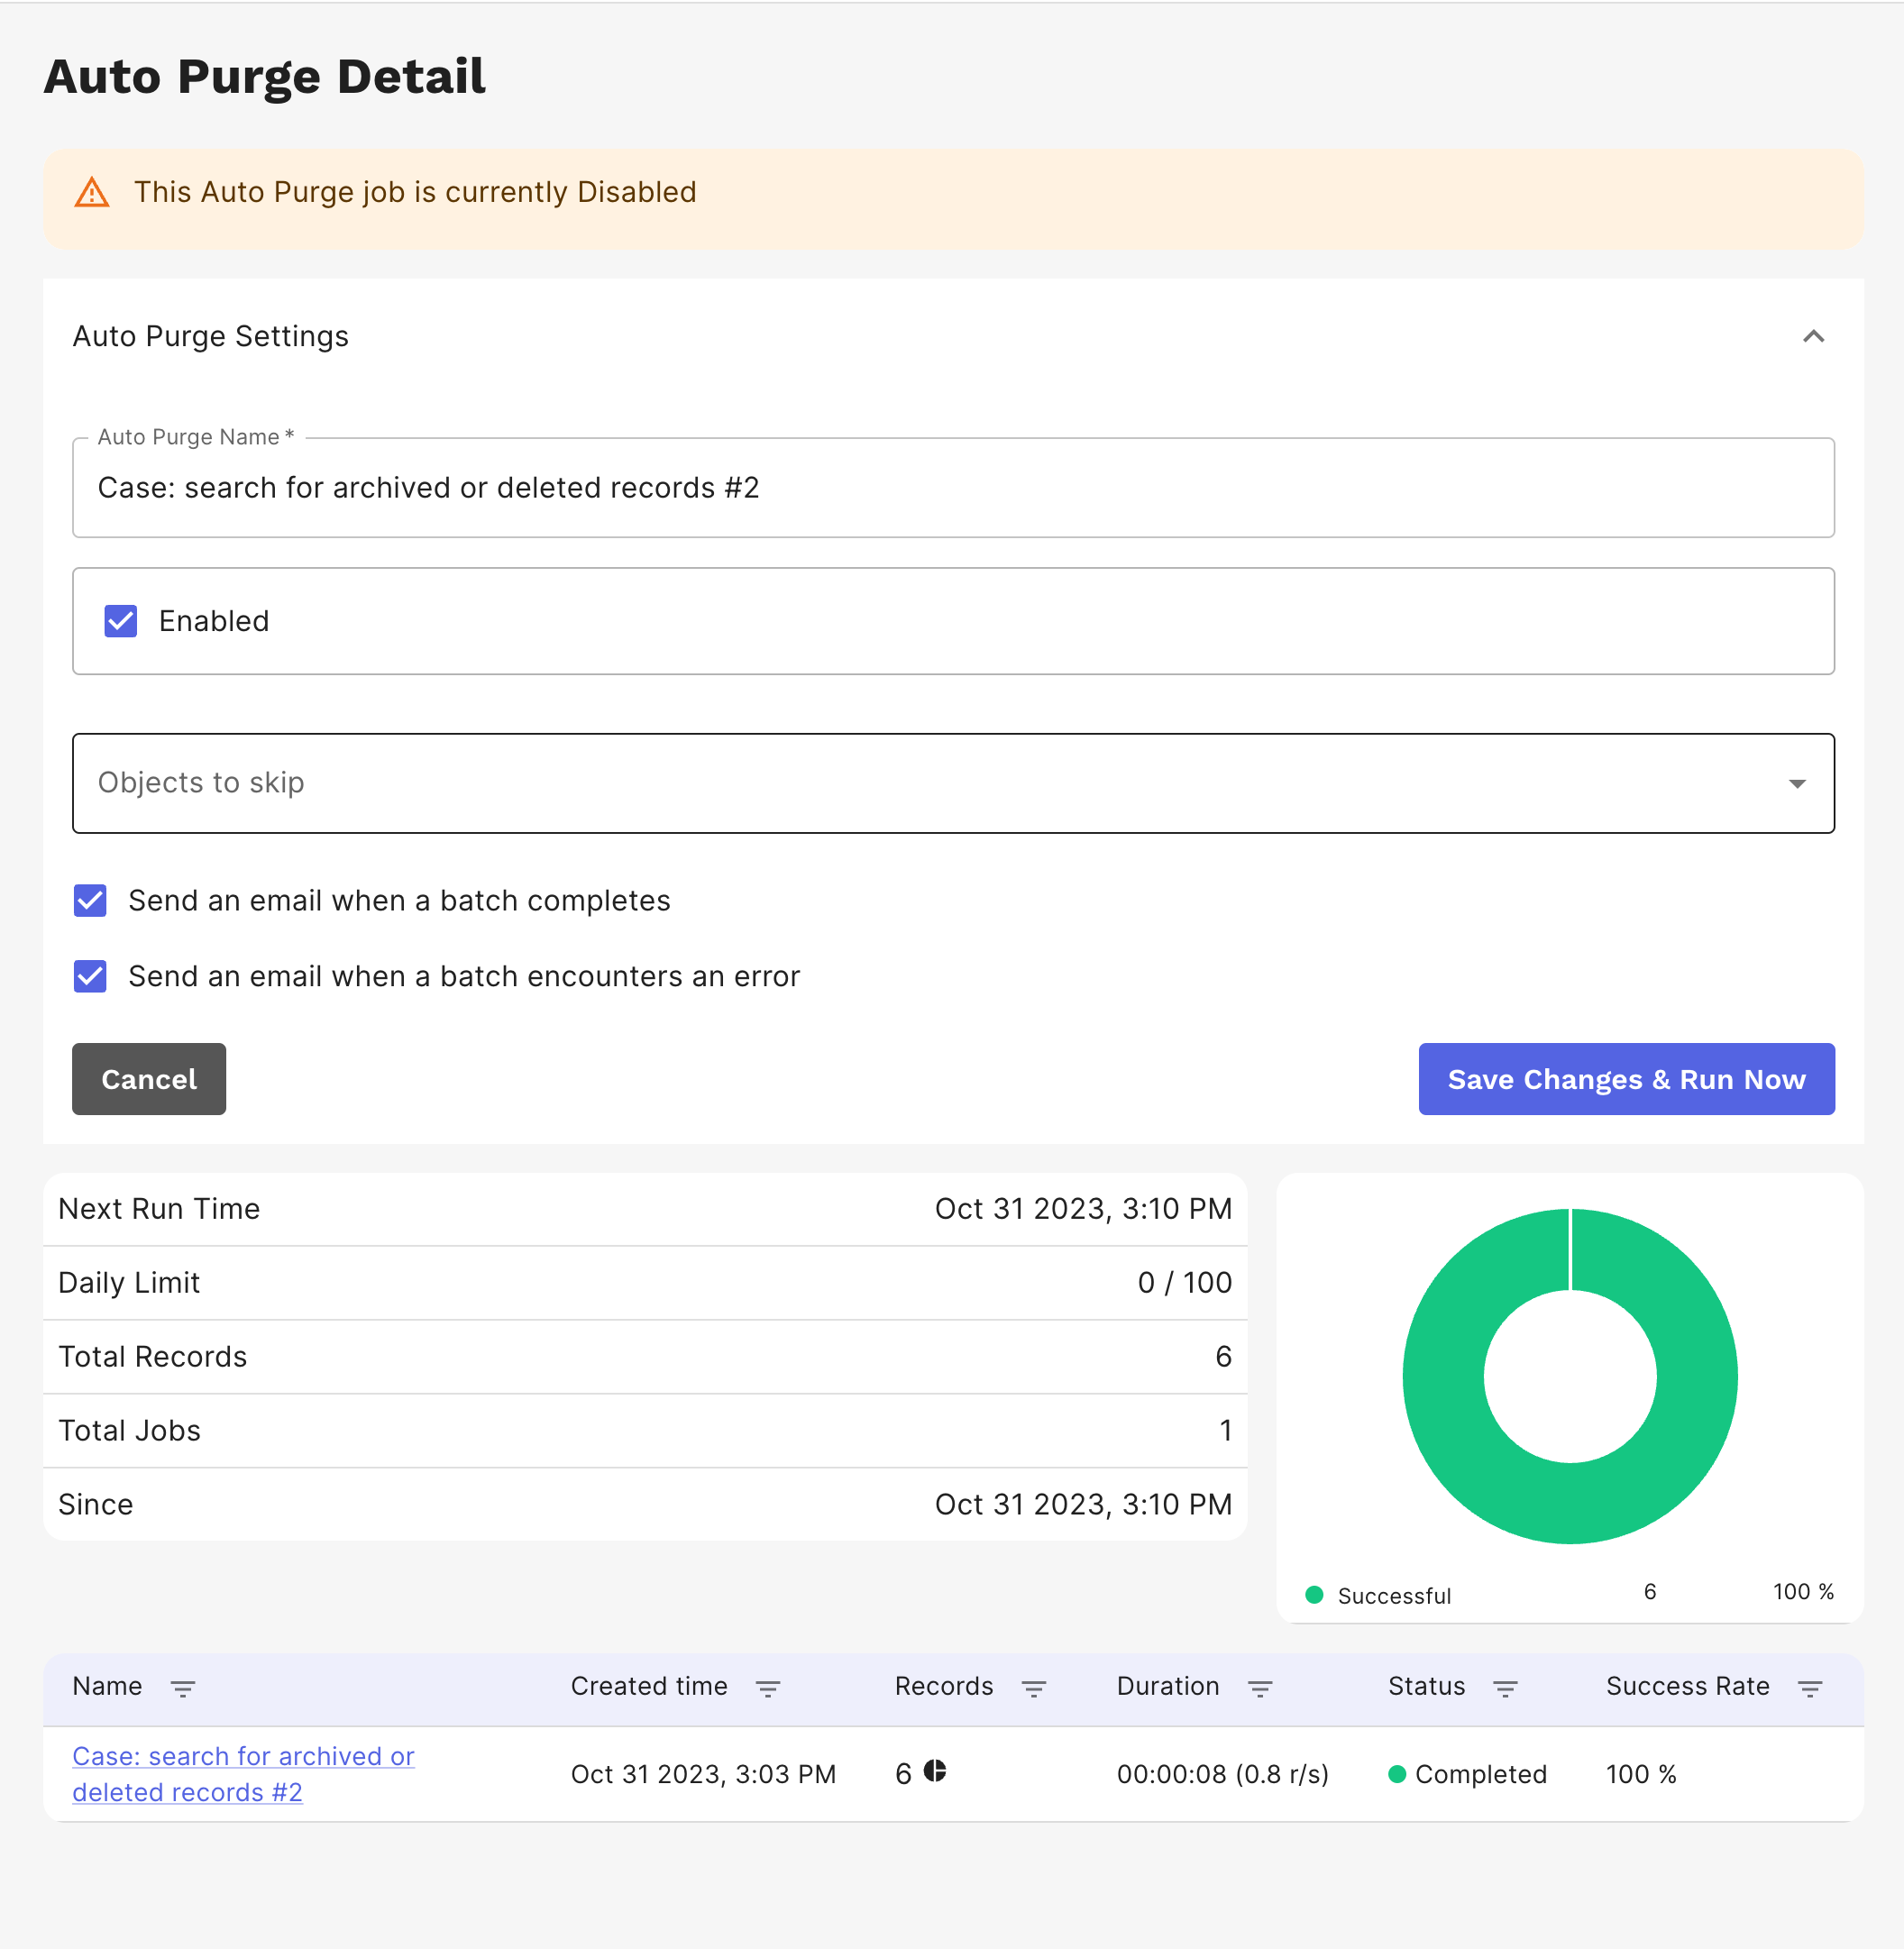 Auto Purge Detail
This Auto Purge job is currently Disabled
Auto Purge Settings
Auto Purge Name *
Case: search for archived or deleted records #2
Enabled
Objects to skip
Send an email when a batch completes
Send an email when a batch encounters an error
Cancel
Save Changes & Run Now
Next Run Time Oct 31 2023, 3:10 PM
Daily Limit 0 / 100
Total Records 6
Total Jobs 1
Since Oct 31 2023, 3:10 PM
Successful 6 100 %
Name Created time Records Duration Status Success Rate
Case: search for archived or
deleted records #2
Oct 31 2023, 3:03 PM 6 00:00:08 (0.8 r/s) Completed 100 %